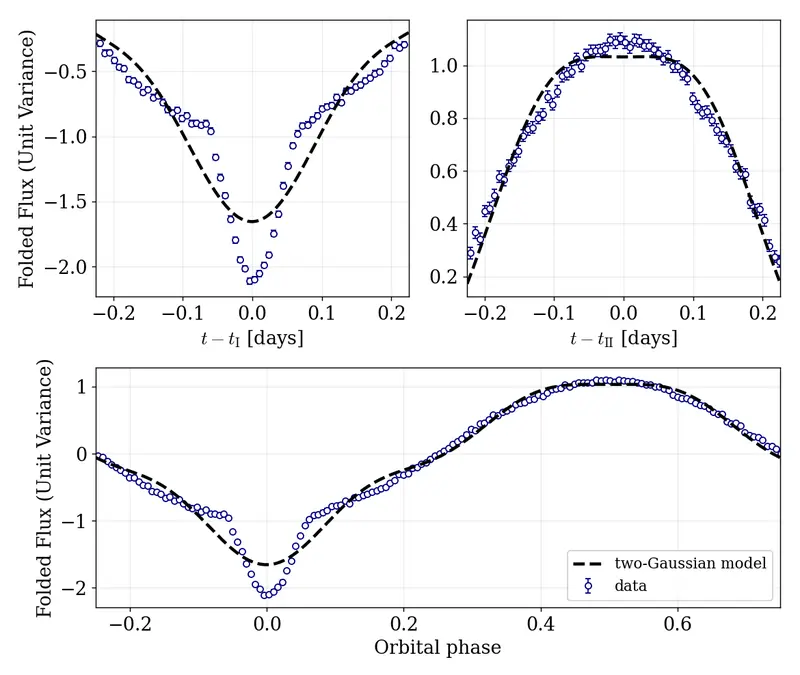 Folded Flux (Unit Variance)
−0.5
−1.0
−1.5
−2.0
−0.2 −0.1 0.0 0.1 0.2
t − t_I [days]
1.0
0.8
0.6
0.4
0.2
−0.2 −0.1 0.0 0.1 0.2
t − t_II [days]
Folded Flux (Unit Variance)
1
0
−1
−2
−0.2 0.0 0.2 0.4 0.6
Orbital phase
two-Gaussian model
data